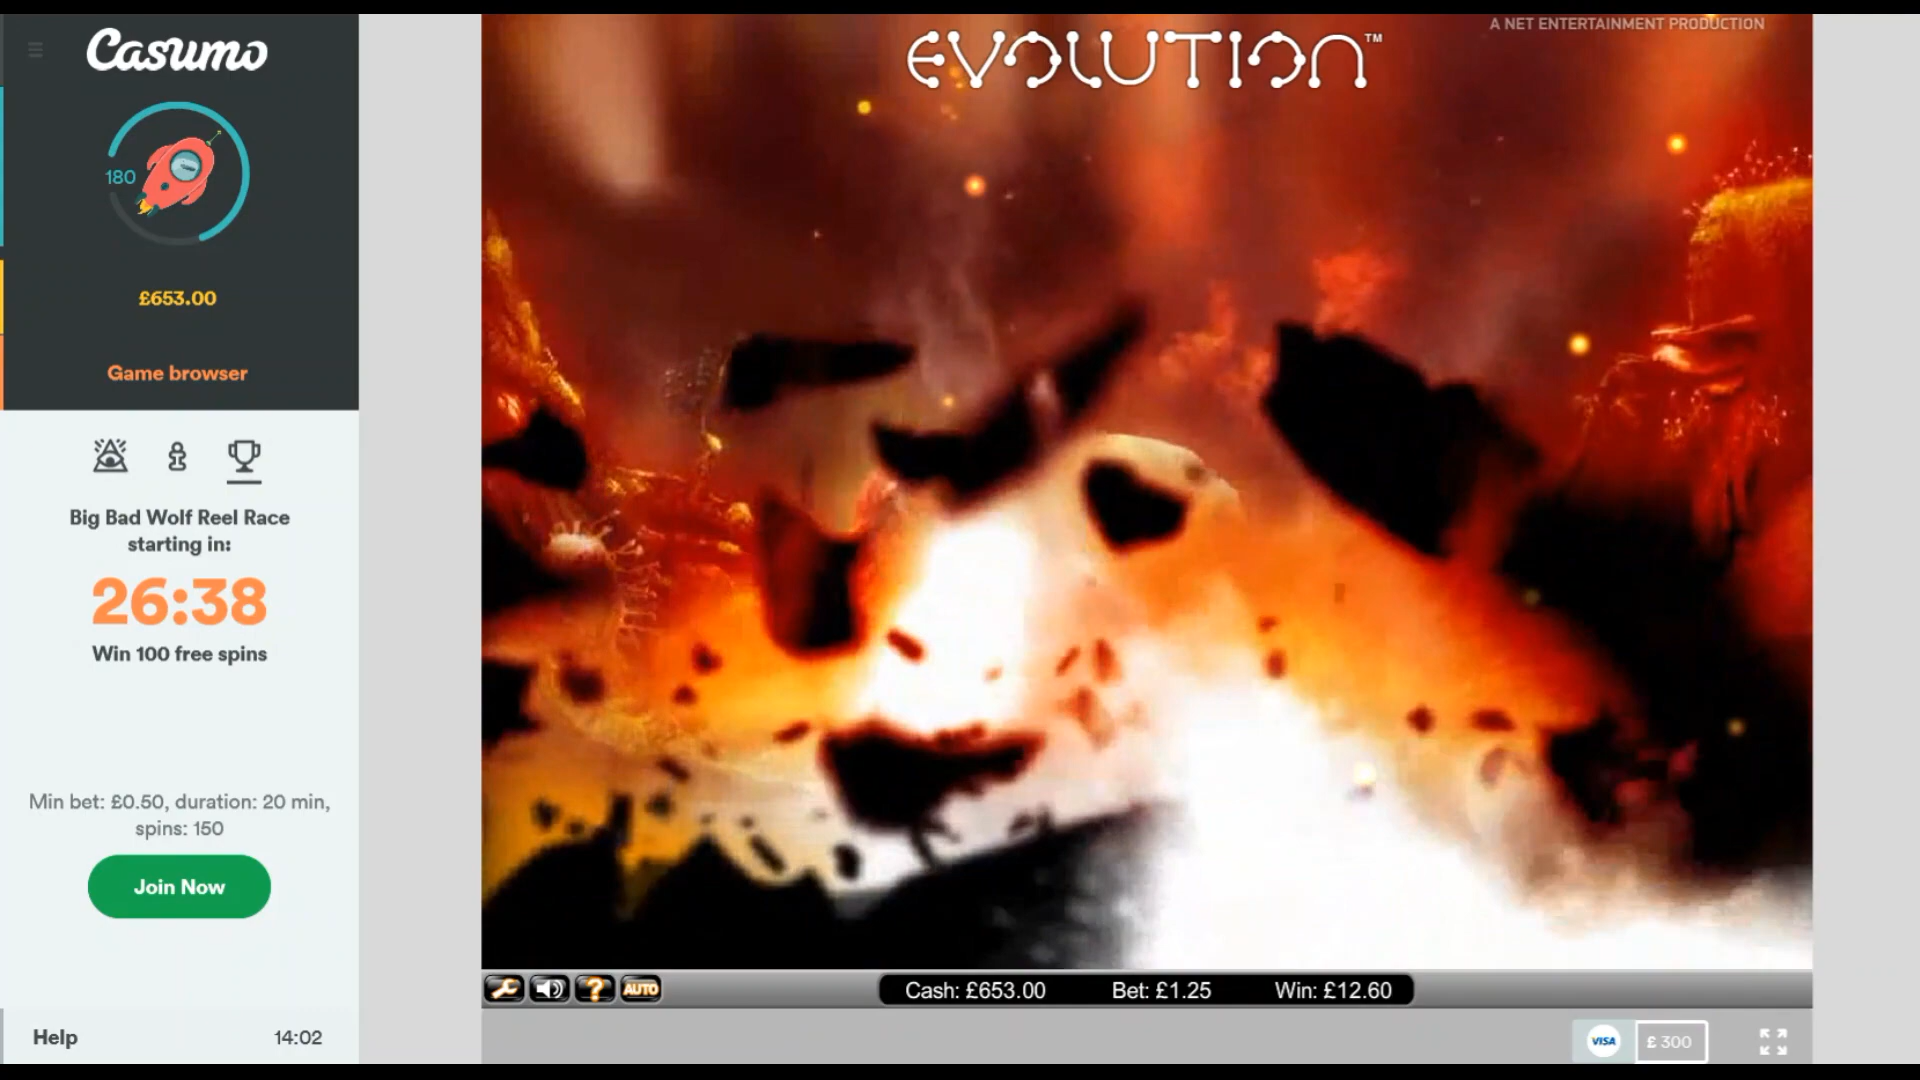 Casumo
180
£653.00
Game browser
Big Bad Wolf Reel Race
starting in:
26:38
Win 100 free spins
Min bet: £0.50, duration: 20 min,
spins: 150
Join Now
Help
14:02
A NET ENTERTAINMENT PRODUCTION
EVOLUTION™
AUTO
Cash: £653.00
Bet: £1.25
Win: £12.60
VISA
£ 300